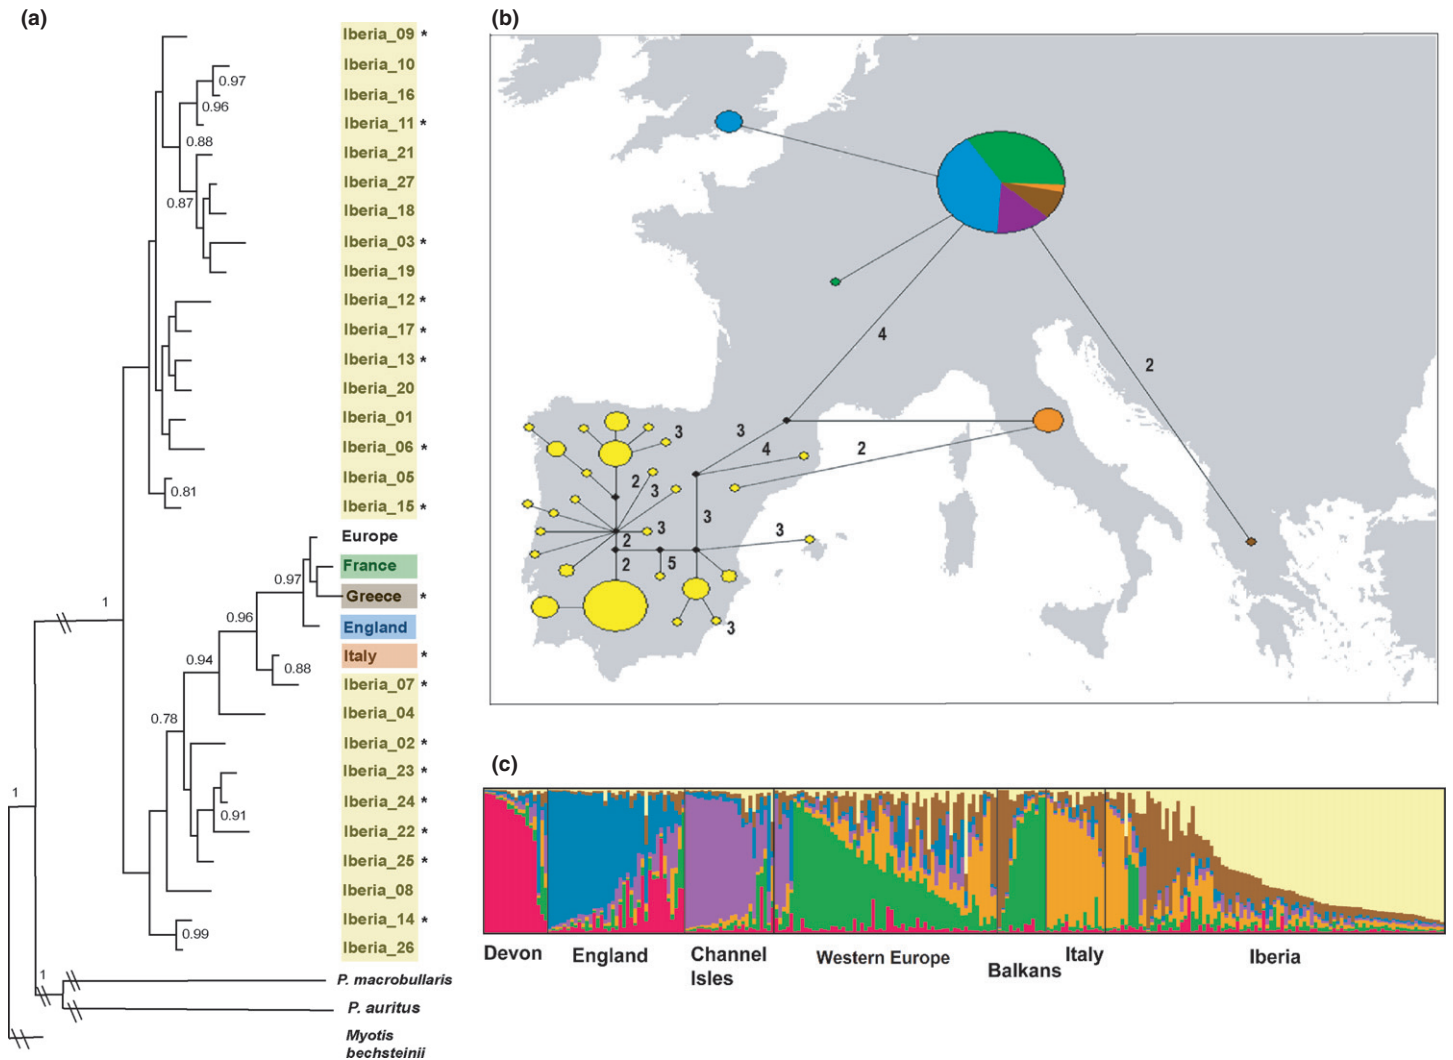 (a)
Iberia_09 *
Iberia_10
0.97
Iberia_16
0.96
Iberia_11 *
0.88
Iberia_21
Iberia_27
0.87
Iberia_18
Iberia_03 *
Iberia_19
Iberia_12 *
Iberia_17 *
Iberia_13 *
Iberia_20
Iberia_01
Iberia_06 *
Iberia_05
0.81
Iberia_15 *
Europe
France
0.97
Greece *
1
0.96
England
Italy *
0.94
0.88
Iberia_07 *
Iberia_04
0.78
Iberia_02 *
Iberia_23 *
1
Iberia_24 *
0.91
Iberia_22 *
Iberia_25 *
Iberia_08
Iberia_14 *
0.99
Iberia_26
1
P. macrobullaris
P. auritus
Myotis
bechsteinii
(b)
4
2
3
3
4
2
2
3
3
3
2
3
5
2
3
(c)
Devon
England
Channel
Isles
Western Europe
Balkans
Italy
Iberia